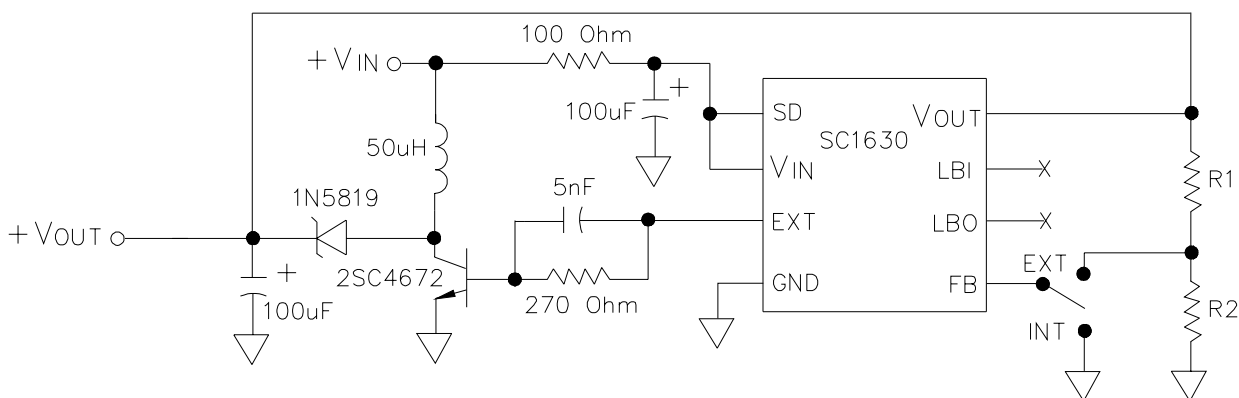 100 Ohm
+VIN
+
100uF
SD
VOUT
SC1630
50uH
VIN
LBI
X
R1
1N5819
5nF
+VOUT
EXT
LBO
X
+
2SC4672
EXT
100uF
270 Ohm
GND
FB
R2
INT